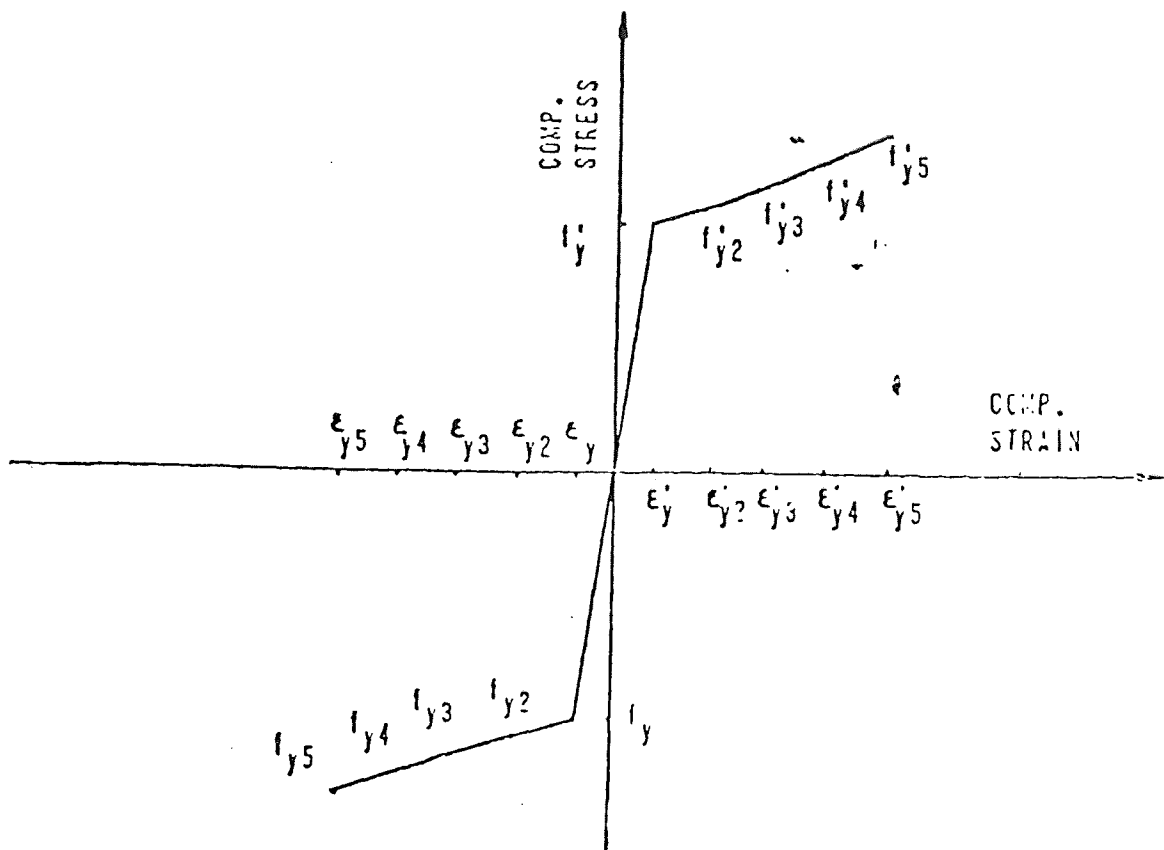 COMP.
STRESS
f'y5
f'y4
f'y3
f'y2
f'y
COMP.
STRAIN
εy5 εy4 εy3 εy2 εy
ε'y ε'y2 ε'y3 ε'y4 ε'y5
fy2
fy3
fy4
fy5
fy